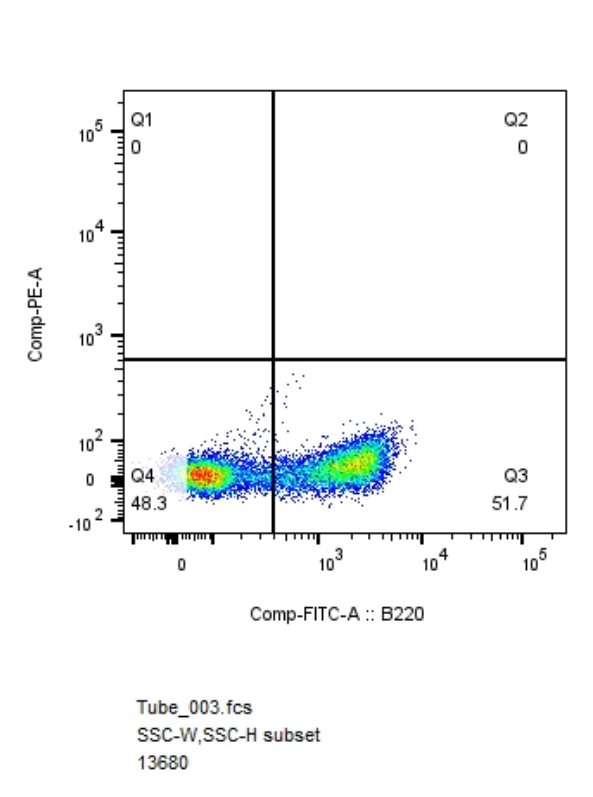 Q1
0
Q2
0
10^5
10^4
10^3
10^2
0
-10^2
Comp-PE-A
Q4
48.3
Q3
51.7
0
10^3
10^4
10^5
Comp-FITC-A :: B220
Tube_003.fcs
SSC-W,SSC-H subset
13680